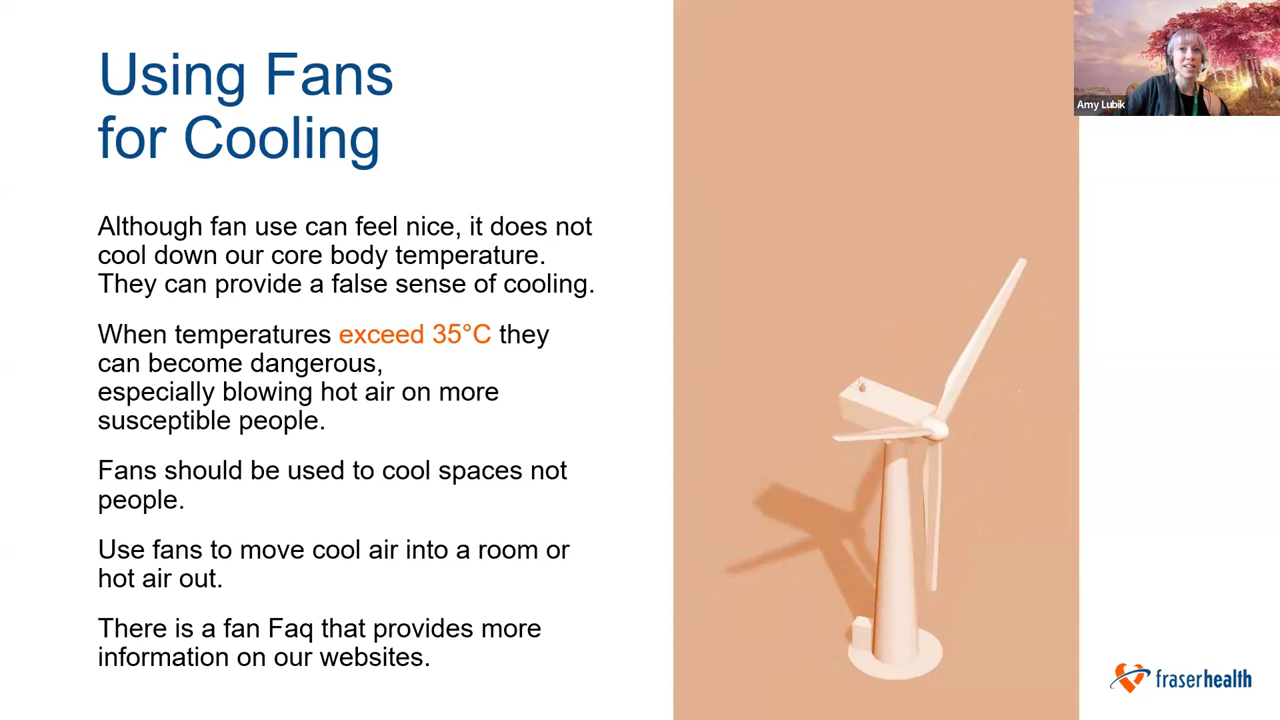 Using Fans
for Cooling
Although fan use can feel nice, it does not
cool down our core body temperature.
They can provide a false sense of cooling.
When temperatures exceed 35°C they
can become dangerous,
especially blowing hot air on more
susceptible people.
Fans should be used to cool spaces not
people.
Use fans to move cool air into a room or
hot air out.
There is a fan Faq that provides more
information on our websites.
Amy Lubik
fraserhealth